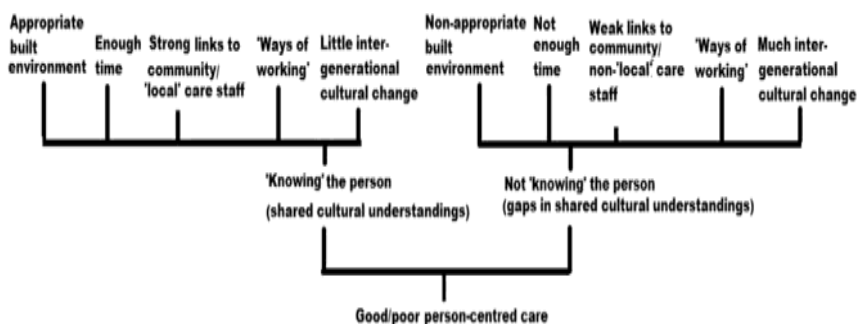 Appropriate
built
environment
Enough
time
Strong links to
community/
'local' care staff
'Ways of
working'
Little inter-
generational
cultural change
Non-appropriate
built
environment
Not
enough
time
Weak links to
community/
non-'local' care
staff
'Ways of
working'
Much inter-
generational
cultural change
'Knowing' the person
(shared cultural understandings)
Not 'knowing' the person
(gaps in shared cultural understandings)
Good/poor person-centred care